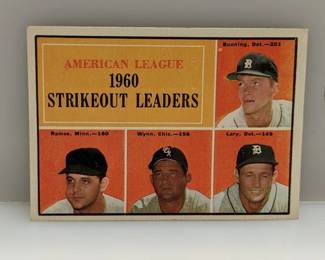 Bunning, Det.—201
AMERICAN LEAGUE
1960
STRIKEOUT LEADERS
Ramos, Minn.—160
Wynn, Chic.—158
Lary, Det.—149